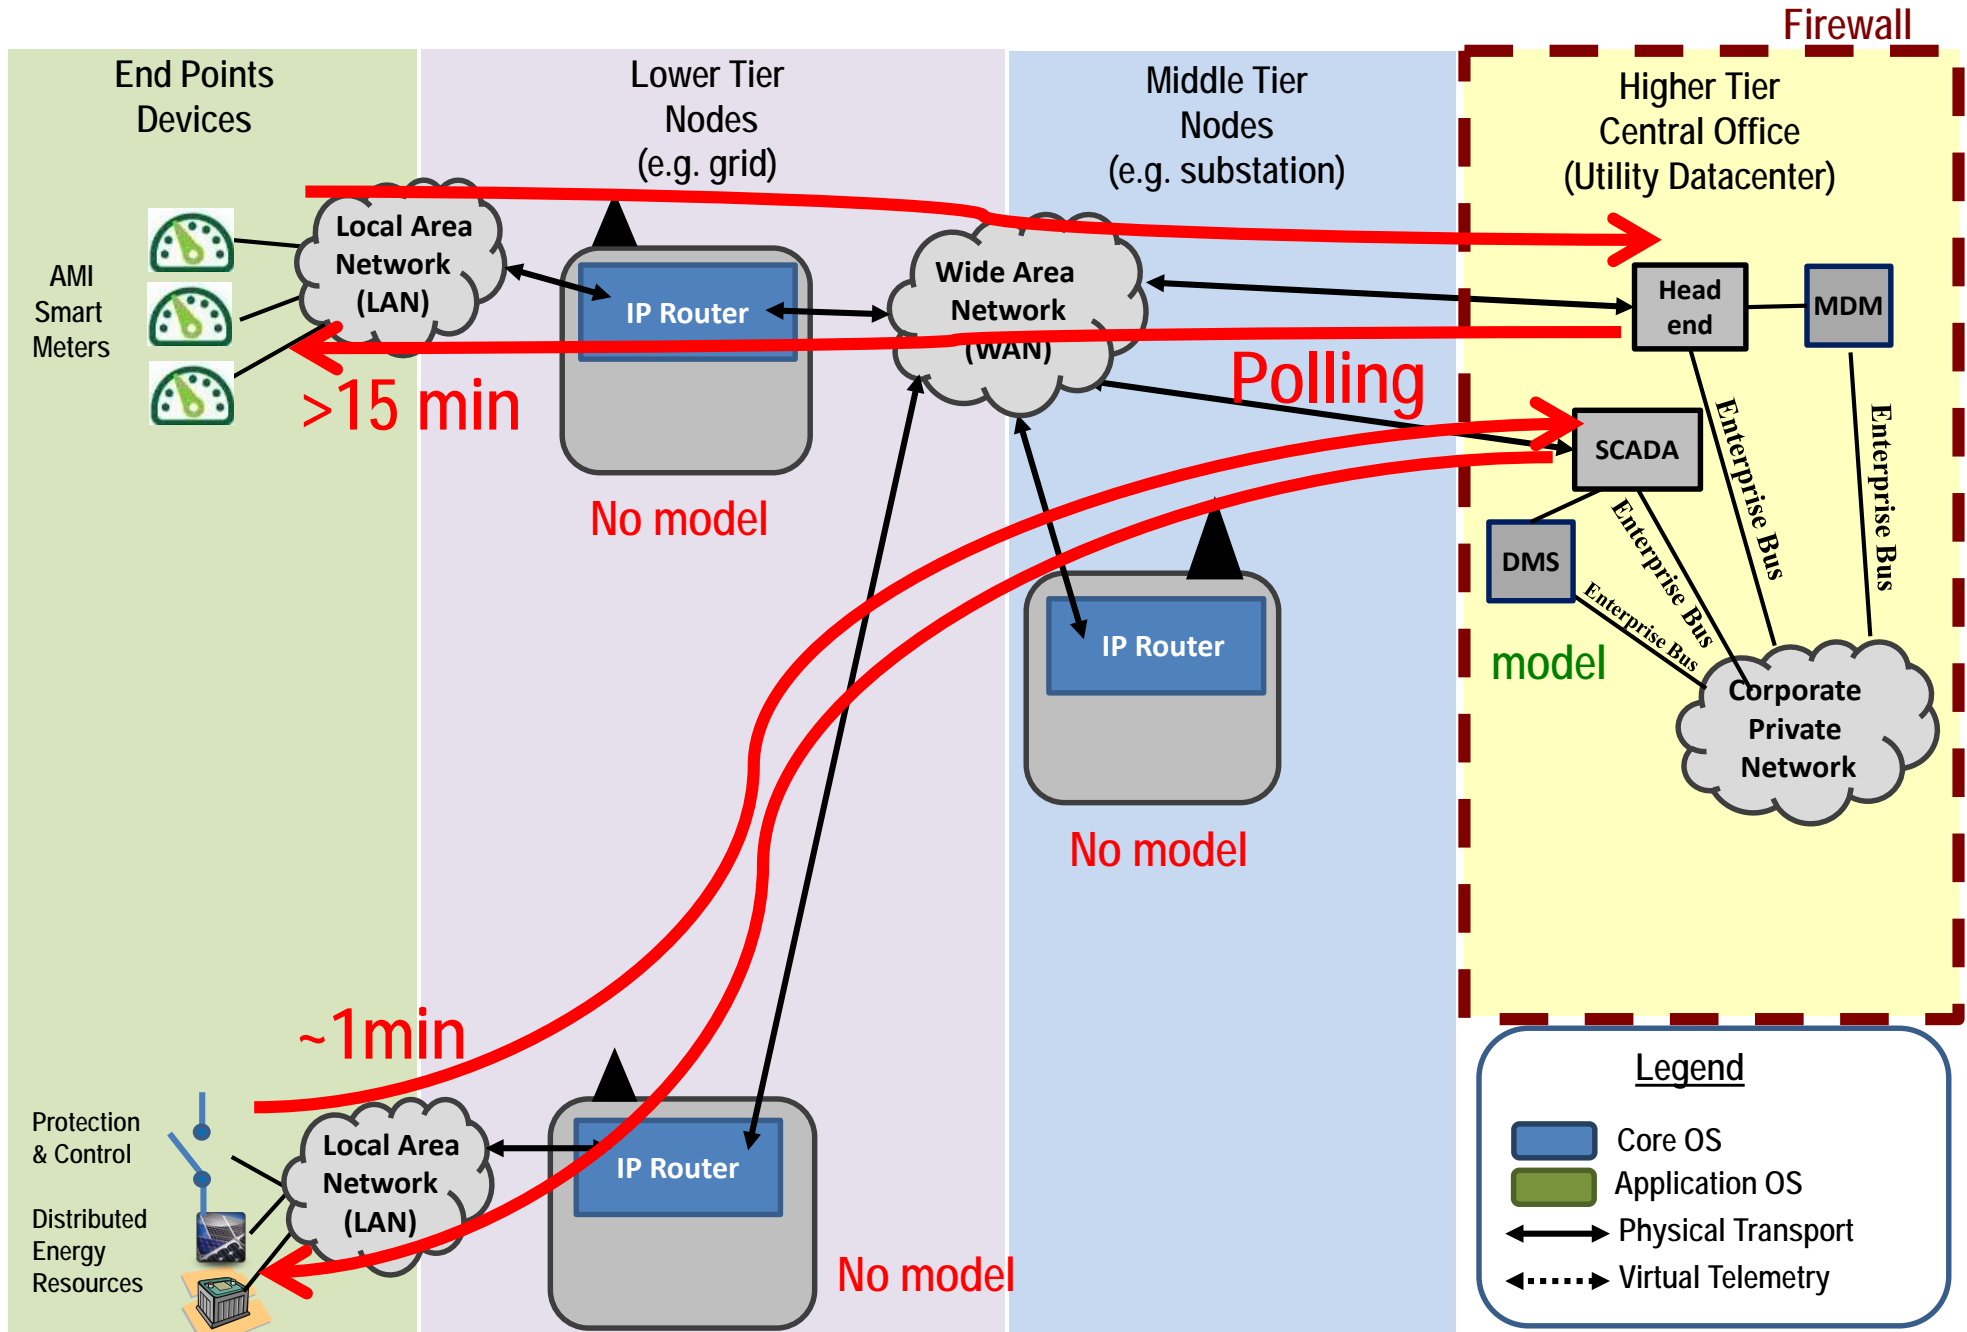 Firewall
End Points
Devices
Lower Tier
Nodes
(e.g. grid)
Middle Tier
Nodes
(e.g. substation)
Higher Tier
Central Office
(Utility Datacenter)
AMI
Smart
Meters
Local Area
Network
(LAN)
IP Router
Wide Area
Network
(WAN)
Head
end
MDM
>15 min
Polling
No model
SCADA
DMS
Enterprise Bus
Enterprise Bus
Enterprise Bus
Enterprise Bus
model
IP Router
Corporate
Private
Network
No model
~1min
Protection
& Control
Distributed
Energy
Resources
Local Area
Network
(LAN)
IP Router
No model
Legend
Core OS
Application OS
Physical Transport
Virtual Telemetry